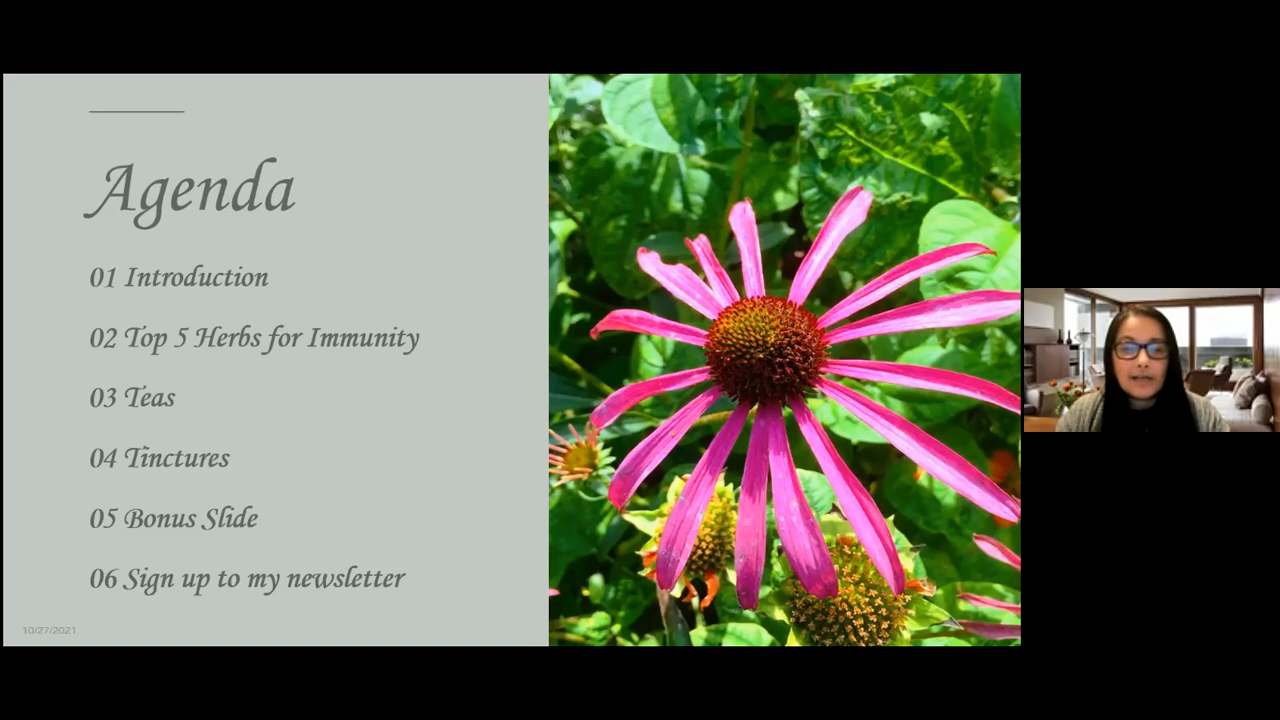 Agenda
01 Introduction
02 Top 5 Herbs for Immunity
03 Teas
04 Tinctures
05 Bonus Slide
06 Sign up to my newsletter
10/27/2021